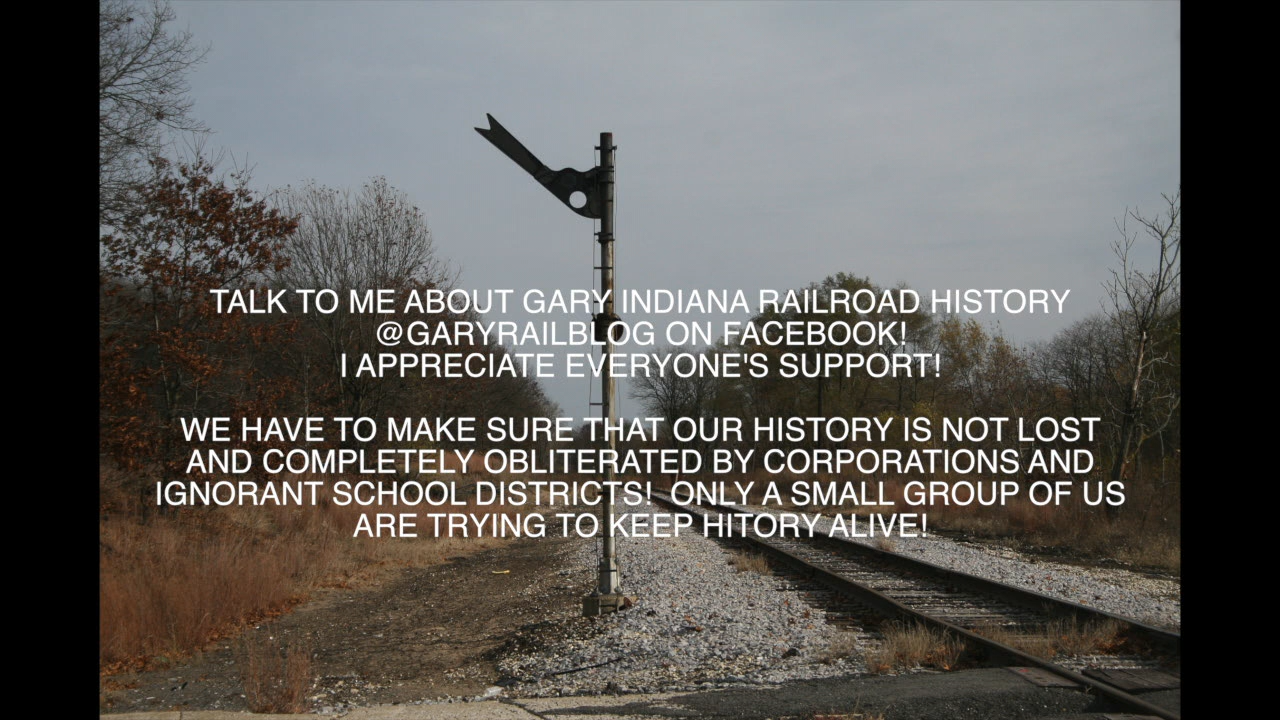 TALK TO ME ABOUT GARY INDIANA RAILROAD HISTORY
@GARYRAILBLOG ON FACEBOOK!
I APPRECIATE EVERYONE'S SUPPORT!
WE HAVE TO MAKE SURE THAT OUR HISTORY IS NOT LOST
AND COMPLETELY OBLITERATED BY CORPORATIONS AND
IGNORANT SCHOOL DISTRICTS!  ONLY A SMALL GROUP OF US
ARE TRYING TO KEEP HITORY ALIVE!